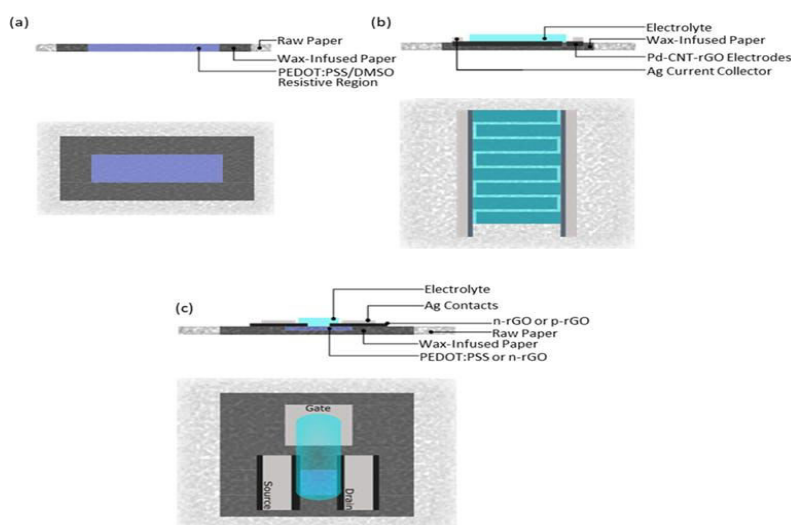 (a)
Raw Paper
Wax-Infused Paper
PEDOT:PSS/DMSO
Resistive Region
(b)
Electrolyte
Wax-Infused Paper
Pd-CNT-rGO Electrodes
Ag Current Collector
(c)
Electrolyte
Ag Contacts
n-rGO or p-rGO
Raw Paper
Wax-Infused Paper
PEDOT:PSS or n-rGO
Gate
Source
Drain